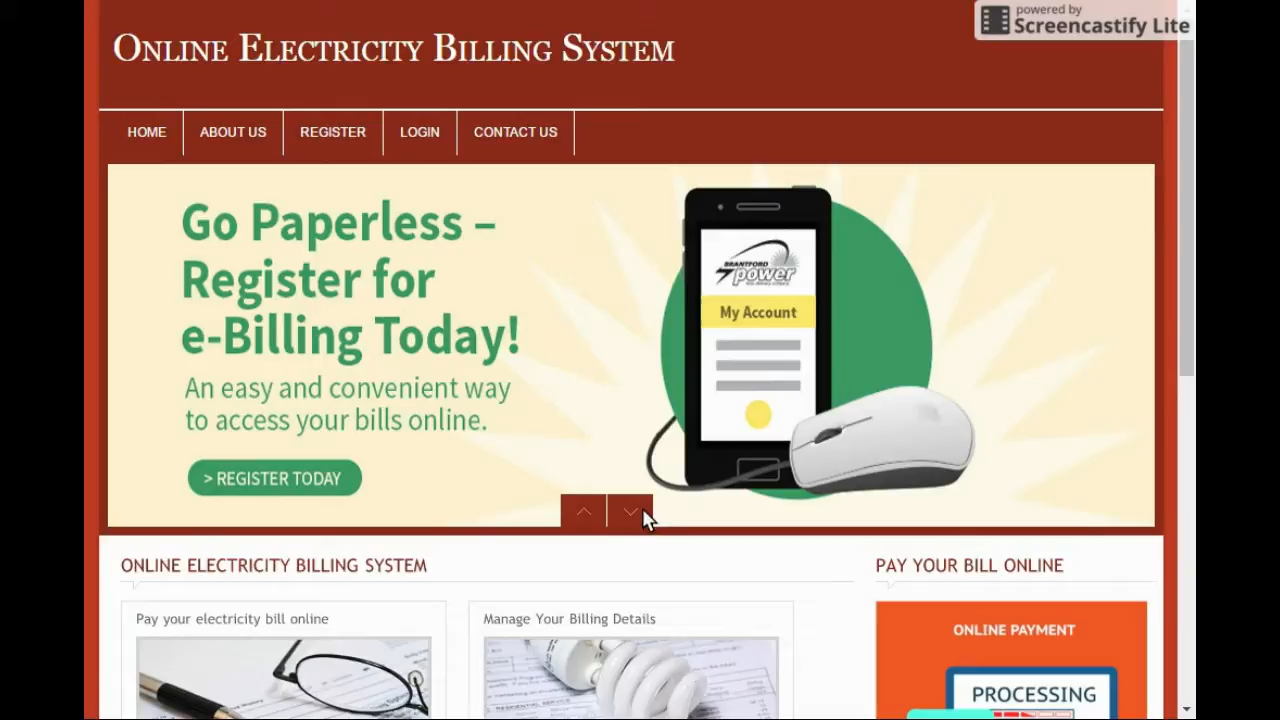 powered by
Screencastify Lite
Online Electricity Billing System
HOME
ABOUT US
REGISTER
LOGIN
CONTACT US
Go Paperless –
Register for
e-Billing Today!
An easy and convenient way
to access your bills online.
> REGISTER TODAY
BRANTFORD
power
My Account
ONLINE ELECTRICITY BILLING SYSTEM
PAY YOUR BILL ONLINE
Pay your electricity bill online
Manage Your Billing Details
ONLINE PAYMENT
PROCESSING